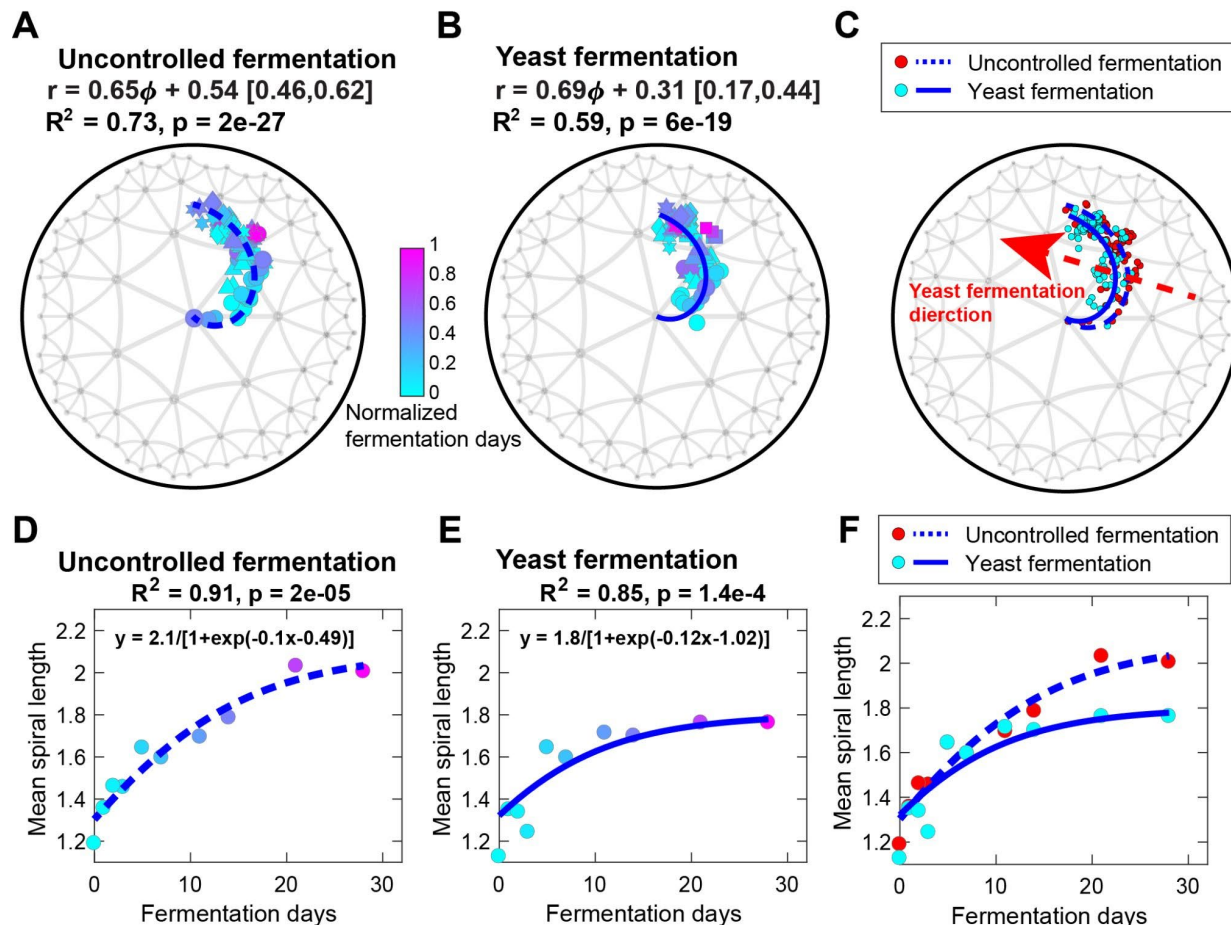 A
Uncontrolled fermentation
r = 0.65ϕ + 0.54 [0.46,0.62]
R² = 0.73, p = 2e-27
B
Yeast fermentation
r = 0.69ϕ + 0.31 [0.17,0.44]
R² = 0.59, p = 6e-19
C
Uncontrolled fermentation
Yeast fermentation
1
0.8
0.6
0.4
0.2
0
Normalized
fermentation days
Yeast fermentation
dierction
D
Uncontrolled fermentation
R² = 0.91, p = 2e-05
y = 2.1/[1+exp(-0.1x-0.49)]
Mean spiral length
2.2
2
1.8
1.6
1.4
1.2
0
10
20
30
Fermentation days
E
Yeast fermentation
R² = 0.85, p = 1.4e-4
y = 1.8/[1+exp(-0.12x-1.02)]
Mean spiral length
2.2
2
1.8
1.6
1.4
1.2
0
10
20
30
Fermentation days
F
Uncontrolled fermentation
Yeast fermentation
Mean spiral length
2.2
2
1.8
1.6
1.4
1.2
0
10
20
30
Fermentation days